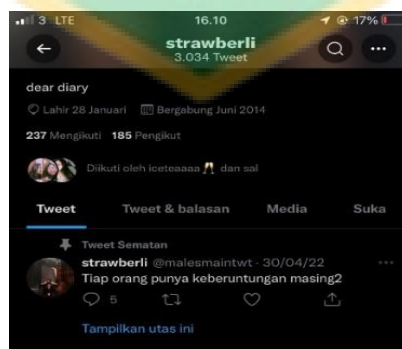 3 LTE 16.10 17%
strawberli
3.034 Tweet
dear diary
Lahir 28 Januari Bergabung Juni 2014
237 Mengikuti 185 Pengikut
Diikuti oleh iceteaaaa 🥂 dan sal
Tweet Tweet & balasan Media Suka
Tweet Sematan
strawberli @malesmaintwt · 30/04/22
Tiap orang punya keberuntungan masing2
5
Tampilkan utas ini